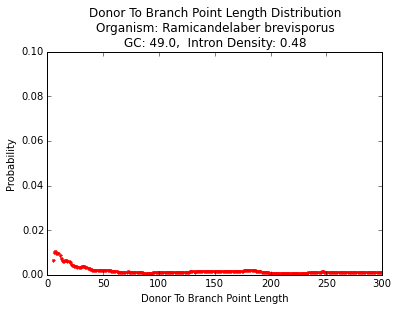 Donor To Branch Point Length Distribution
Organism: Ramicandelaber brevisporus
GC: 49.0,  Intron Density: 0.48
0.10
0.08
0.06
0.04
0.02
0.00
Probability
0 50 100 150 200 250 300
Donor To Branch Point Length